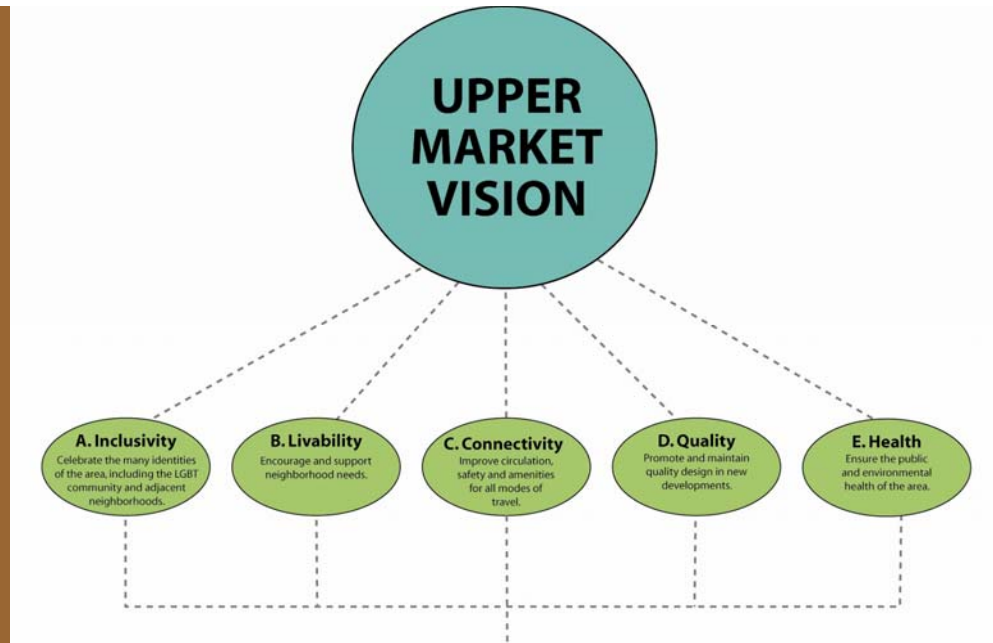 UPPER
MARKET
VISION
A. Inclusivity
Celebrate the many identities
of the area, including the LGBT
community and adjacent
neighborhoods.
B. Livability
Encourage and support
neighborhood needs.
C. Connectivity
Improve circulation,
safety and amenities
for all modes of
travel.
D. Quality
Promote and maintain
quality design in new
developments.
E. Health
Ensure the public
and environmental
health of the area.